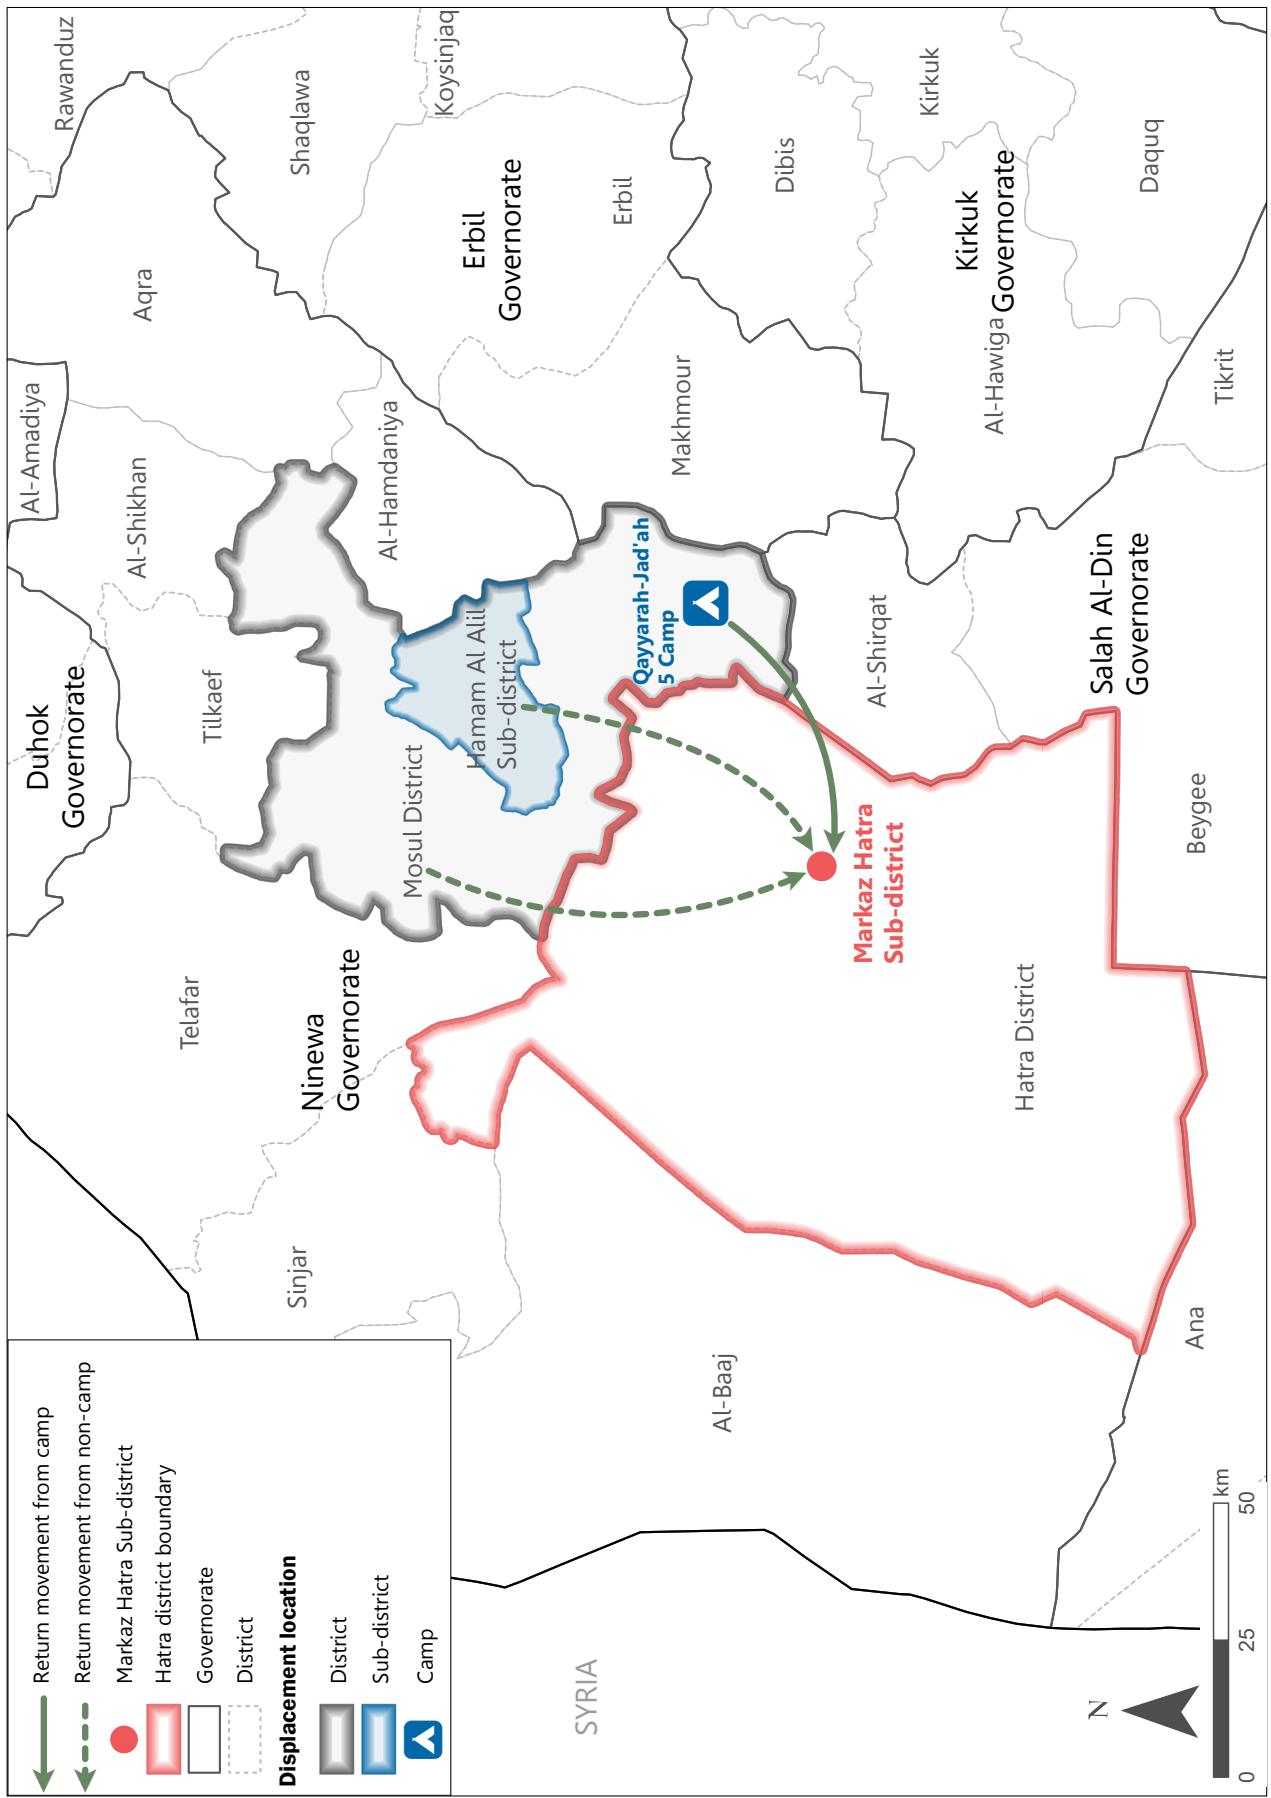 Return movement from camp
Return movement from non-camp
Markaz Hatra Sub-district
Hatra district boundary
Governorate
District
Displacement location
District
Sub-district
Camp
Duhok
Governorate
Al-Amadiya
Rawanduz
Al-Shikhan
Aqra
Telafar
Tilkaef
Shaqlawa
Sinjar
Ninewa
Governorate
Mosul District
Al-Hamdaniya
Koysinjaq
Hamam Al Alil
Sub-district
Erbil
Governorate
Erbil
SYRIA
Qayyarah-Jad'ah
5 Camp
Makhmour
Al-Baaj
Dibis
Markaz Hatra
Sub-district
Al-Shirqat
Kirkuk
Kirkuk
Governorate
Al-Hawiga
Hatra District
Salah Al-Din
Governorate
Daquq
Ana
Beygee
Tikrit
N
km
0 25 50